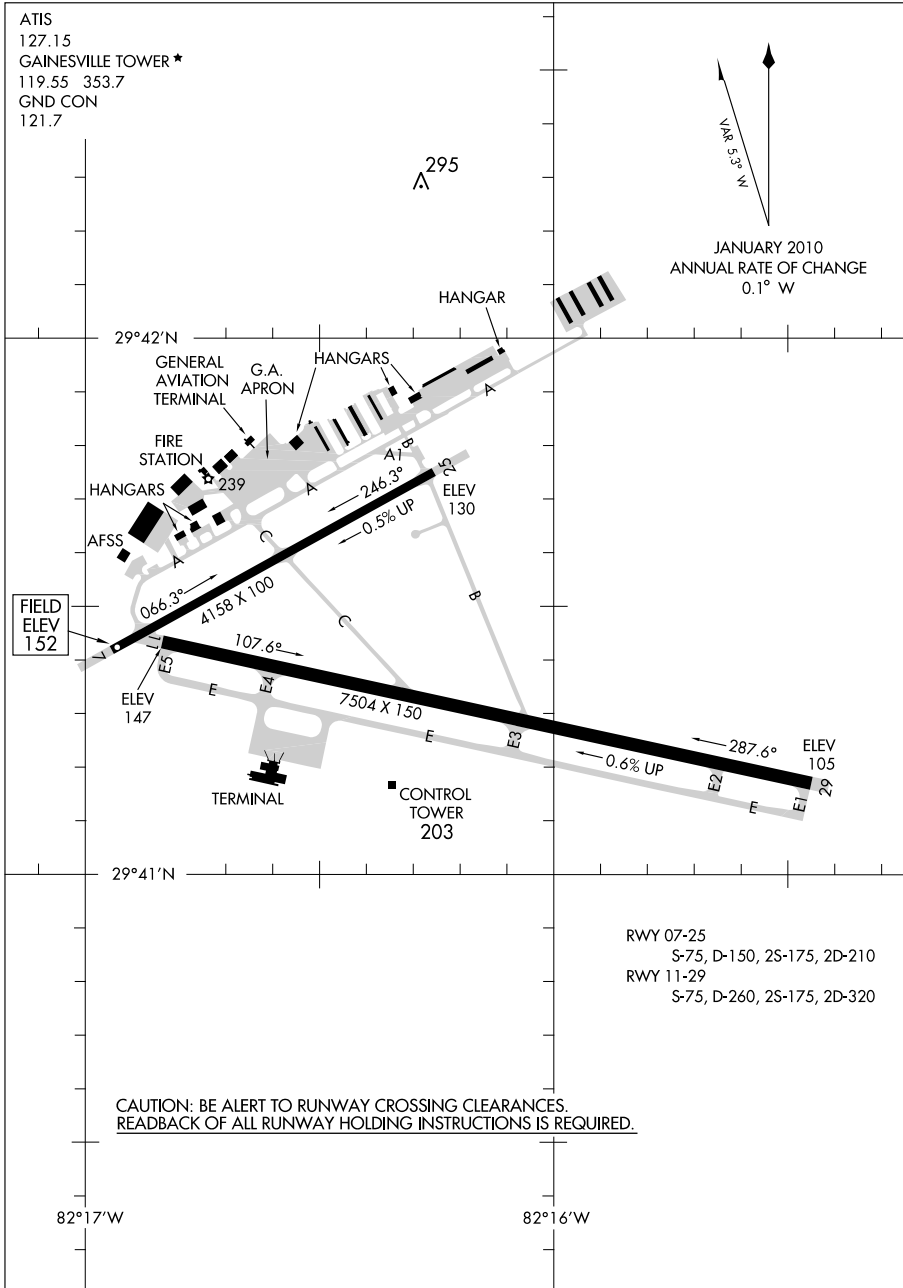 ATIS
127.15
GAINESVILLE TOWER ★
119.55 353.7
GND CON
121.7
295
VAR 5.3° W
JANUARY 2010
ANNUAL RATE OF CHANGE
0.1° W
HANGAR
29°42'N
GENERAL
AVIATION
TERMINAL
G.A.
APRON
HANGARS
A
FIRE
STATION
239
HANGARS
A
A1
B
25
ELEV
130
246.3°
0.5% UP
AFSS
A
C
066.3°
4158 X 100
B
C
FIELD
ELEV
152
7
11
107.6°
E5
E4
ELEV
147
E
7504 X 150
E
E3
287.6°
0.6% UP
ELEV
105
E2
E
E1
29
TERMINAL
CONTROL
TOWER
203
29°41'N
RWY 07-25
S-75, D-150, 2S-175, 2D-210
RWY 11-29
S-75, D-260, 2S-175, 2D-320
CAUTION: BE ALERT TO RUNWAY CROSSING CLEARANCES.
READBACK OF ALL RUNWAY HOLDING INSTRUCTIONS IS REQUIRED.
82°17'W
82°16'W